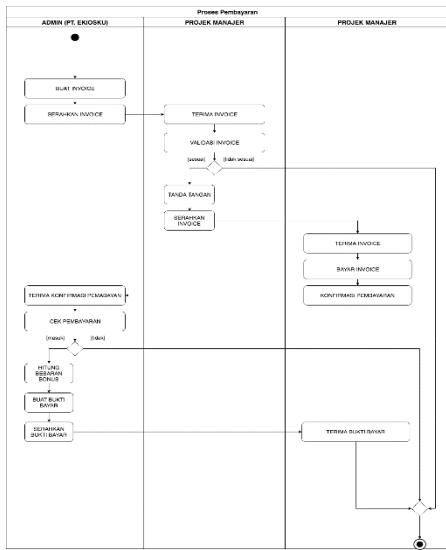 Proses Pembayaran
ADMIN (PT. EKIOSKU)
PROJEK MANAJER
PROJEK MANAJER
BUAT INVOICE
SERAHKAN INVOICE
TERIMA INVOICE
VALIDASI INVOICE
[sesuai]
[tidak sesuai]
TANDA TANGAN
SERAHKAN
INVOICE
TERIMA INVOICE
BAYAR INVOICE
TERIMA KONFIRMASI PEMABAYAN
KONFIRMASI PEMBAYARAN
CEK PEMBAYARAN
[masuk]
[tidak]
HITUNG
BESARAN
BONUS
BUAT BUKTI
BAYAR
SERAHKAN
BUKTI BAYAR
TERIMA BUKTI BAYAR